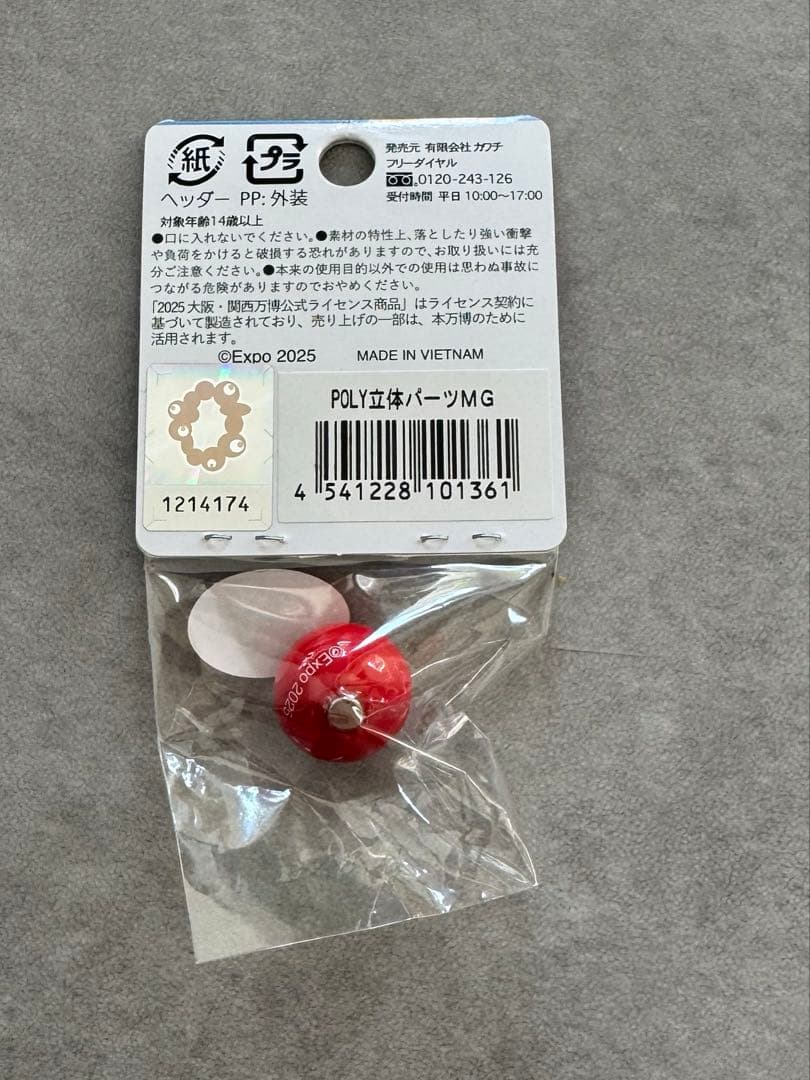 紙 プラ
ヘッダー PP:外装
発売元 有限会社 カワチ
フリーダイヤル
0120-243-126
受付時間 平日 10:00～17:00
対象年齢14歳以上
●口に入れないでください。●素材の特性上、落としたり強い衝撃
や負荷をかけると破損する恐れがありますので、お取り扱いには充
分ご注意ください。●本来の使用目的以外での使用は思わぬ事故に
つながる危険がありますのでおやめください。
「2025 大阪・関西万博公式ライセンス商品」はライセンス契約に
基づいて製造されており、売り上げの一部は、本万博のために
活用されます。
©Expo 2025 MADE IN VIETNAM
POLY立体パーツMG
4 541228 101361
1214174
©Expo 2025